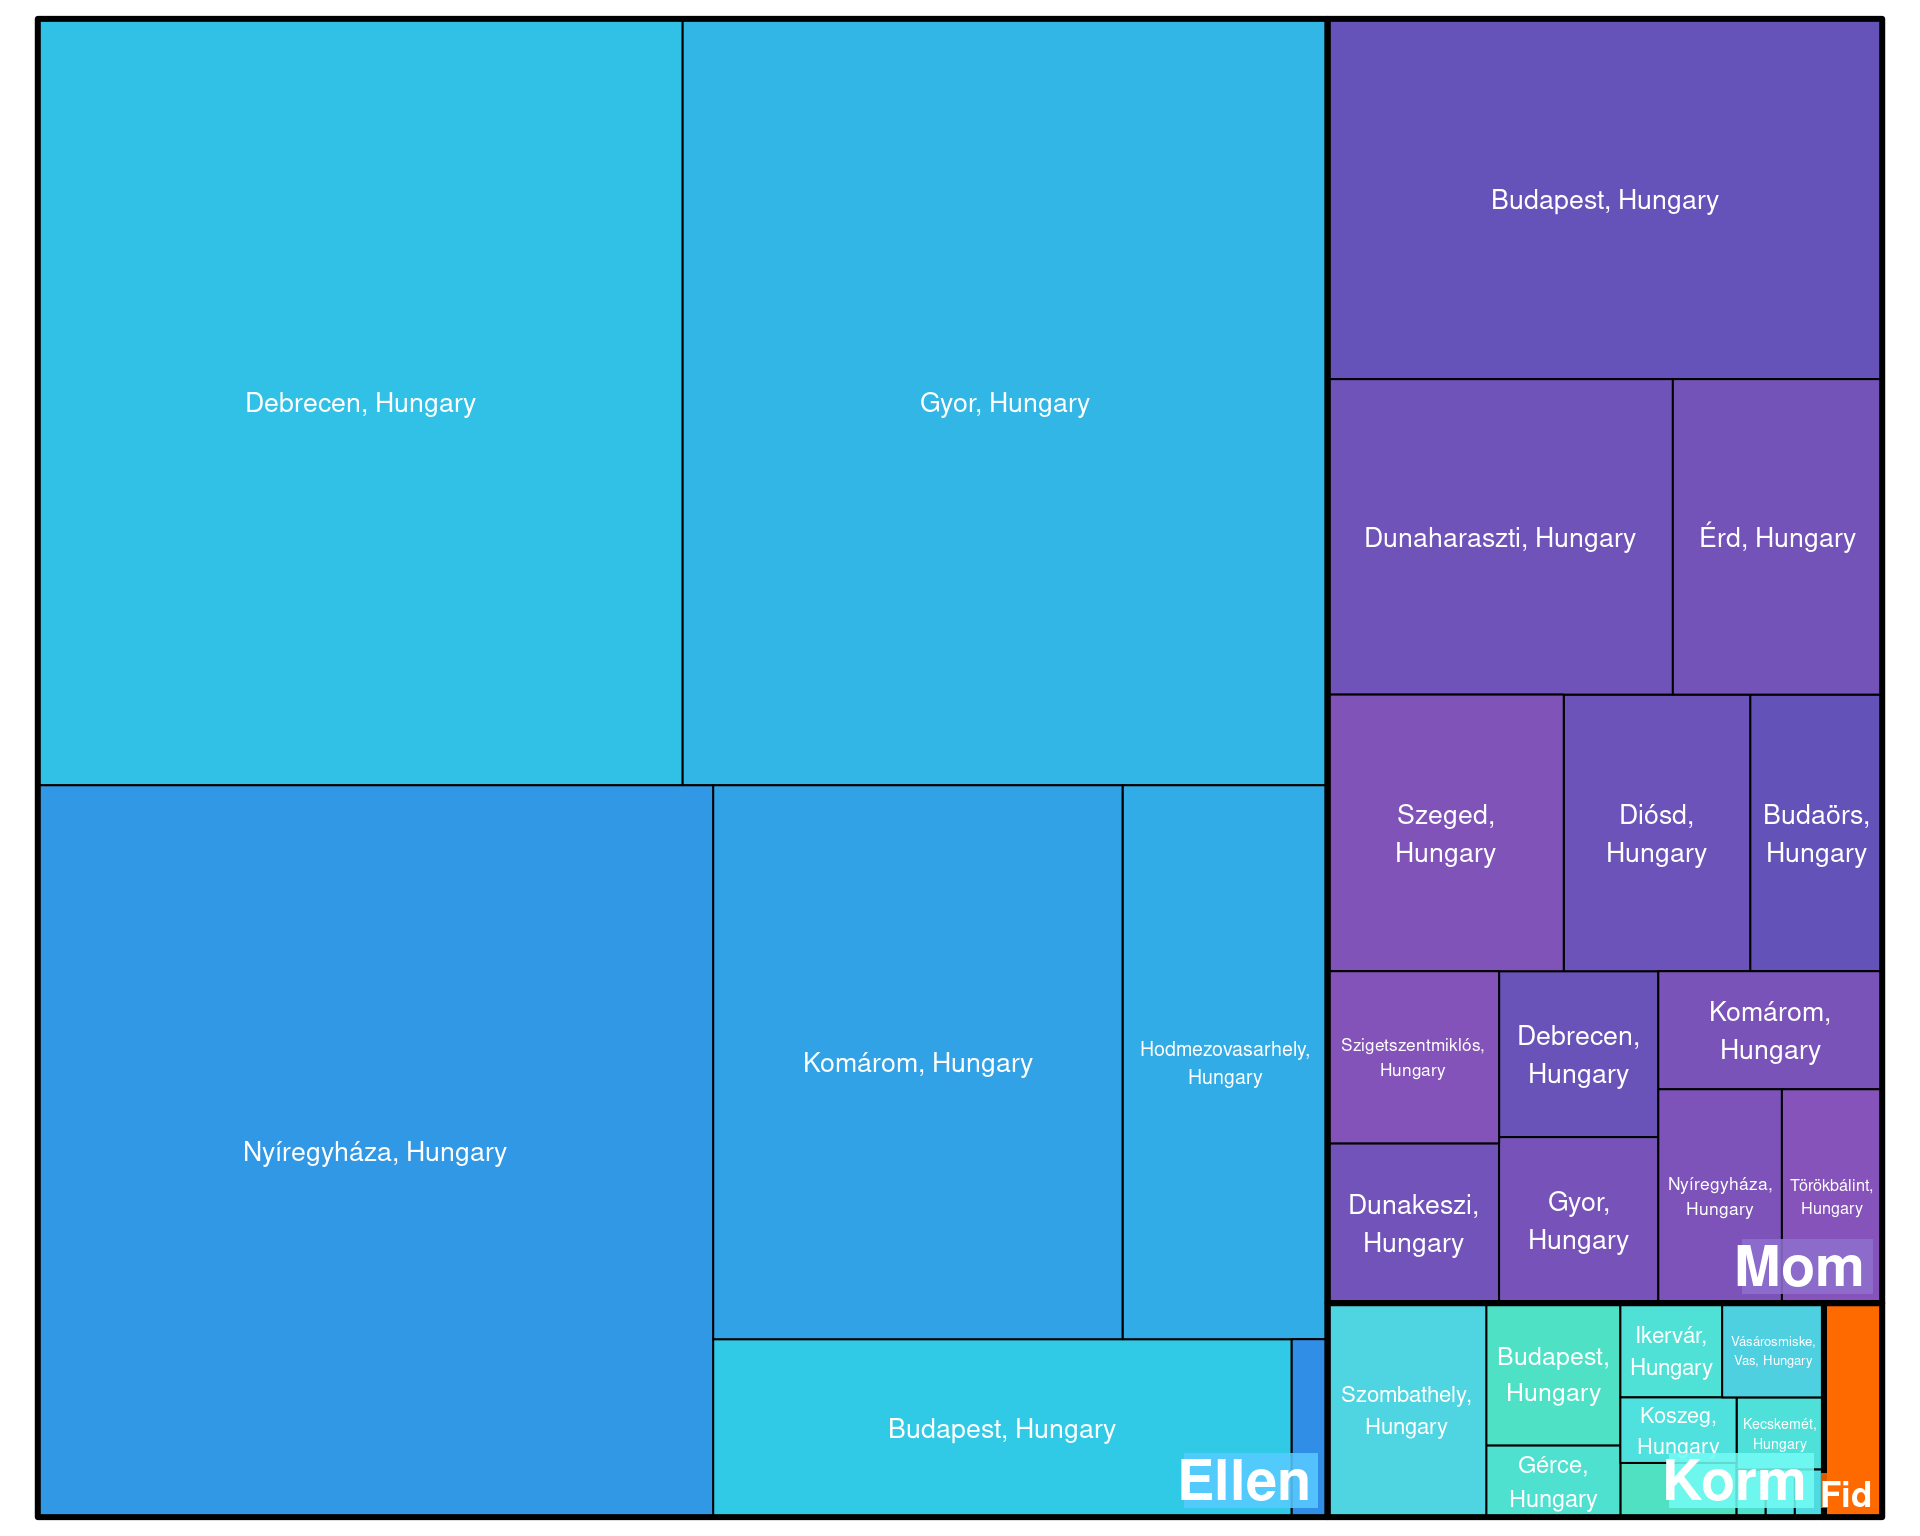 Debrecen, Hungary
Gyor, Hungary
Nyíregyháza, Hungary
Komárom, Hungary
Hodmezovasarhely,
Hungary
Budapest, Hungary
Ellen
Budapest, Hungary
Dunaharaszti, Hungary
Érd, Hungary
Szeged,
Hungary
Diósd,
Hungary
Budaörs,
Hungary
Szigetszentmiklós,
Hungary
Debrecen,
Hungary
Komárom,
Hungary
Dunakeszi,
Hungary
Gyor,
Hungary
Nyíregyháza,
Hungary
Törökbálint,
Hungary
Mom
Szombathely,
Hungary
Budapest,
Hungary
Gérce,
Hungary
Ikervár,
Hungary
Vásárosmiske,
Vas, Hungary
Koszeg,
Hungary
Kecskemét,
Hungary
Korm
Fid